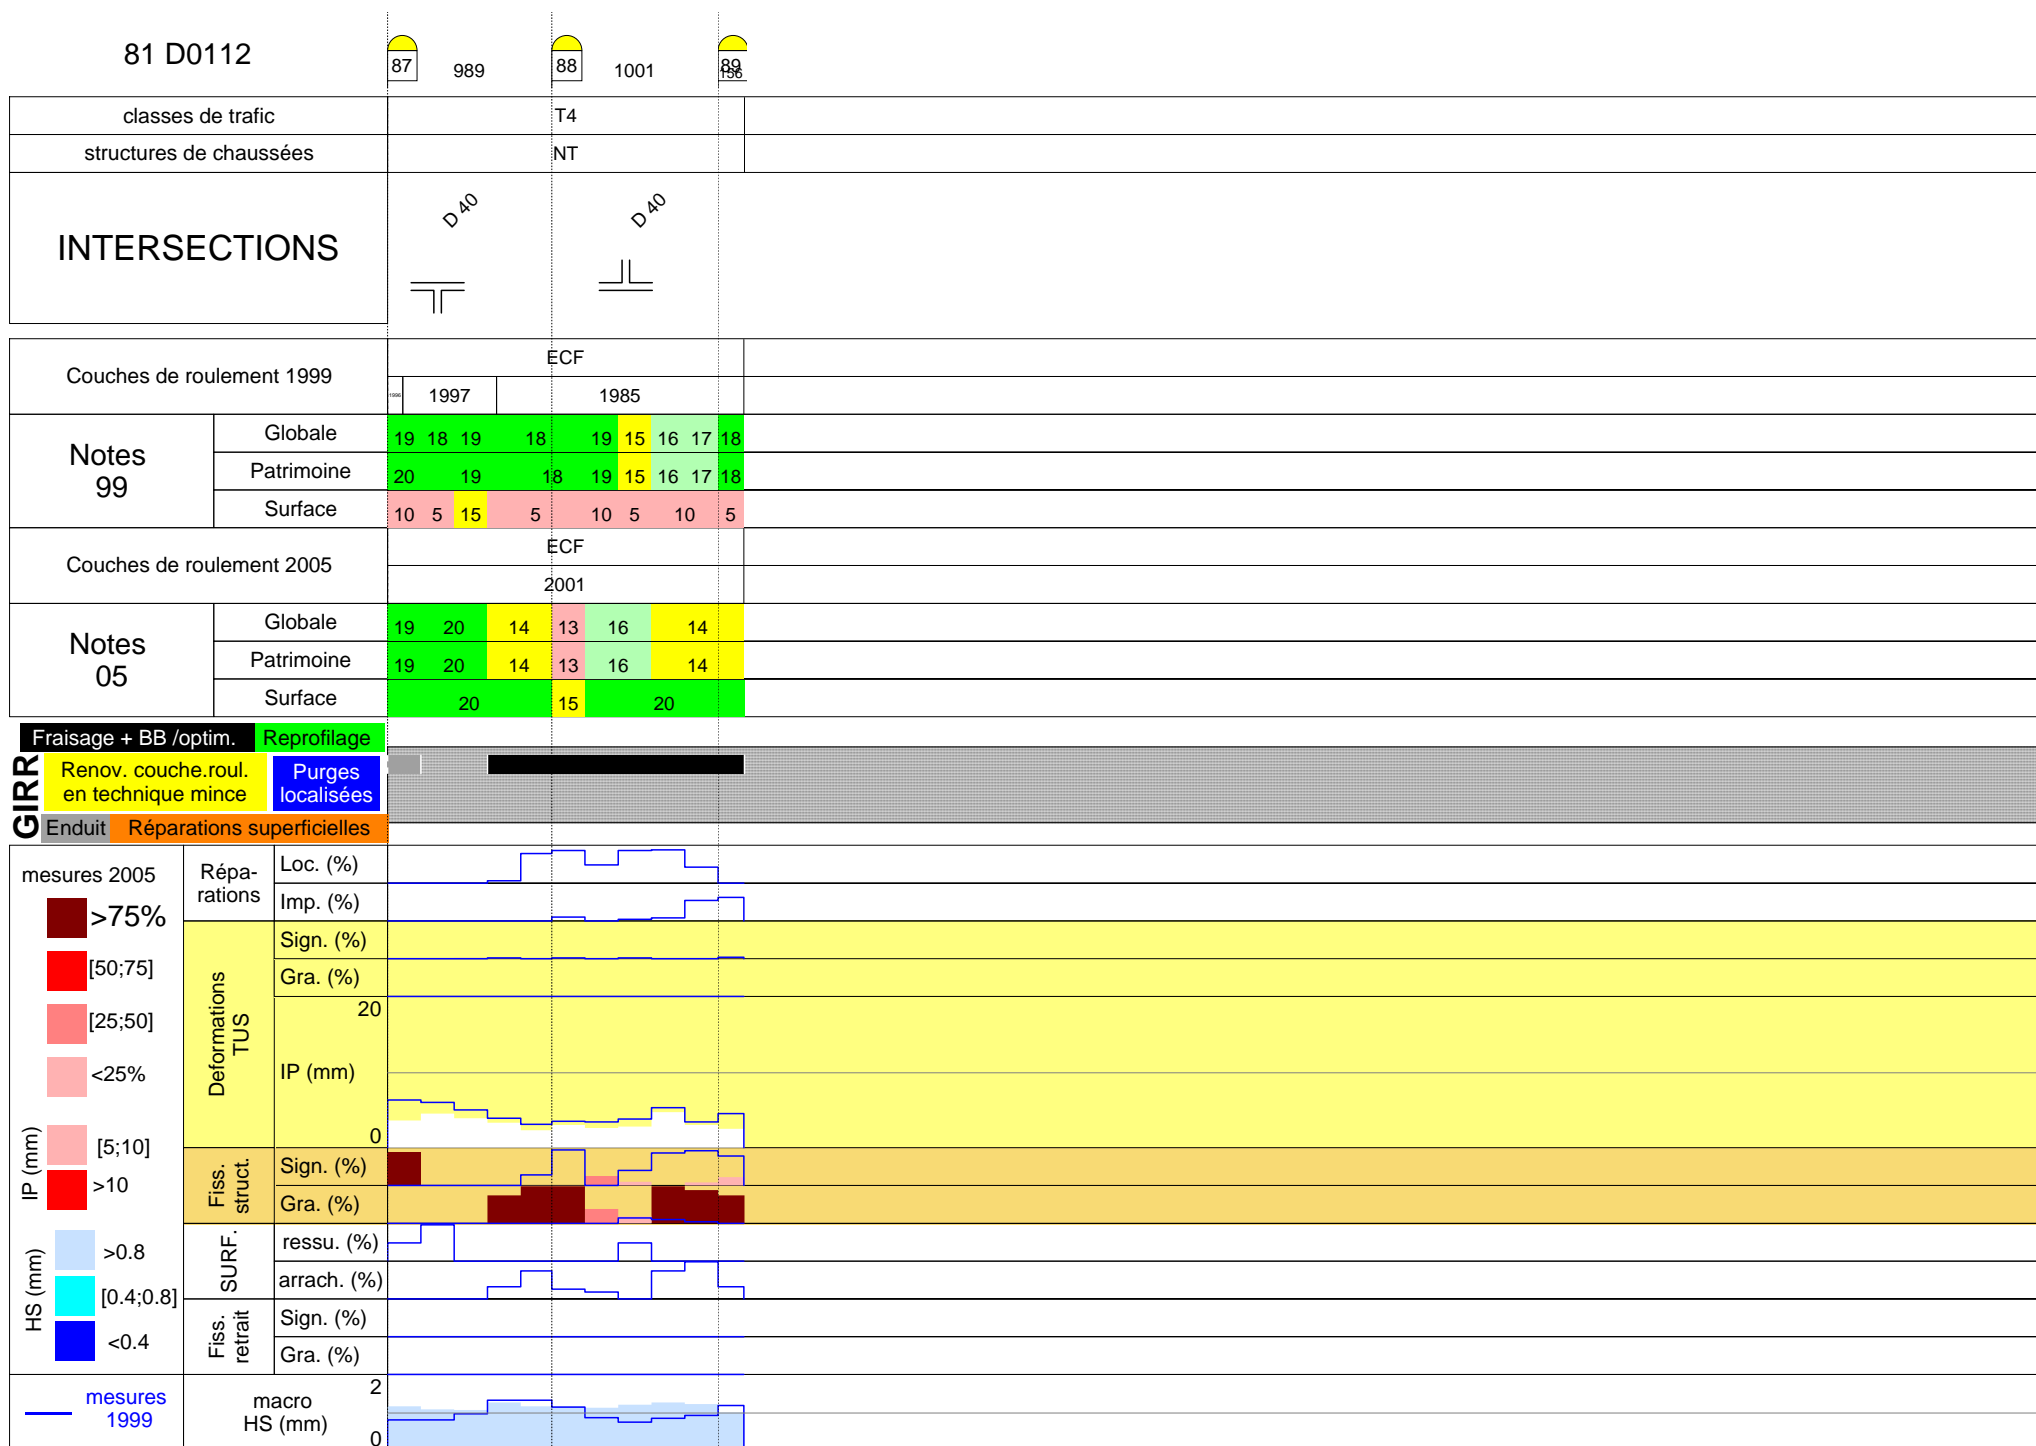 81 D0112
87 989 88 1001 89
156
classes de trafic T4
structures de chaussées NT
D 40 D 40
INTERSECTIONS
Couches de roulement 1999
ECF
1996 1997 1985
Notes
99
Globale 19 18 19 18 19 15 16 17 18
Patrimoine 20 19 18 19 15 16 17 18
Surface 10 5 15 5 10 5 10 5
Couches de roulement 2005
ECF
2001
Notes
05
Globale 19 20 14 13 16 14
Patrimoine 19 20 14 13 16 14
Surface 20 15 20
GIRR
Fraisage + BB /optim. Reprofilage
Renov. couche.roul.
en technique mince
Purges
localisées
Enduit Réparations superficielles
mesures 2005
>75%
[50;75]
[25;50]
<25%
IP (mm)
[5;10]
>10
HS (mm)
>0.8
[0.4;0.8]
<0.4
mesures
1999
Répa-
rations
Loc. (%)
Imp. (%)
Deformations
TUS
Sign. (%)
Gra. (%)
20
IP (mm)
0
Fiss.
struct.
Sign. (%)
Gra. (%)
SURF.
ressu. (%)
arrach. (%)
Fiss.
retrait
Sign. (%)
Gra. (%)
macro
HS (mm)
2
0